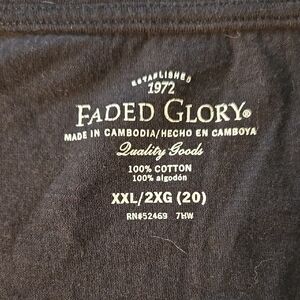 ESTABLISHED
1972
FADED GLORY®
MADE IN CAMBODIA/HECHO EN CAMBOYA
Quality Goods
100% COTTON
100% algodón
XXL/2XG (20)
RN#52469 7HW